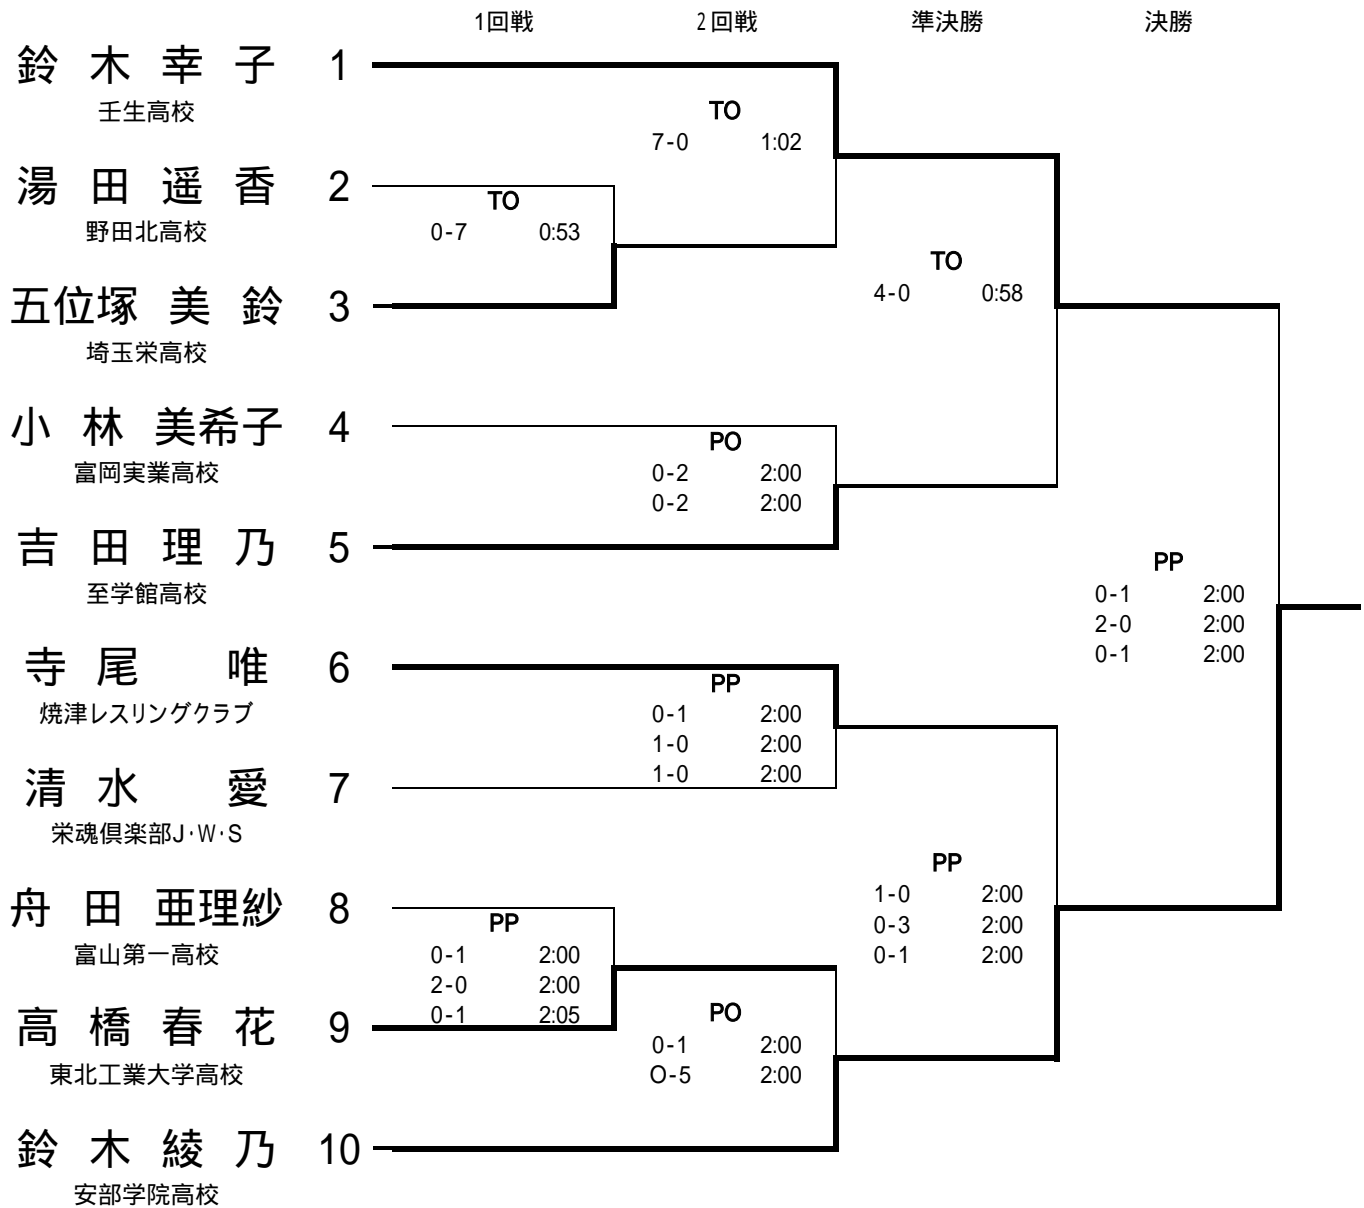 1回戦 2回戦 準決勝 決勝
鈴木幸子 1
壬生高校
TO
7-0 1:02
湯田遥香 2
野田北高校
TO
0-7 0:53
五位塚美鈴 3
埼玉栄高校
TO
4-0 0:58
小林美希子 4
富岡実業高校
PO
0-2 2:00
0-2 2:00
吉田理乃 5
至学館高校
PP
0-1 2:00
2-0 2:00
0-1 2:00
寺尾唯 6
焼津レスリングクラブ
PP
0-1 2:00
1-0 2:00
1-0 2:00
清水愛 7
栄魂倶楽部J·W·S
PP
1-0 2:00
0-3 2:00
0-1 2:00
舟田亜理紗 8
富山第一高校
PP
0-1 2:00
2-0 2:00
0-1 2:05
高橋春花 9
東北工業大学高校
PO
0-1 2:00
O-5 2:00
鈴木綾乃 10
安部学院高校